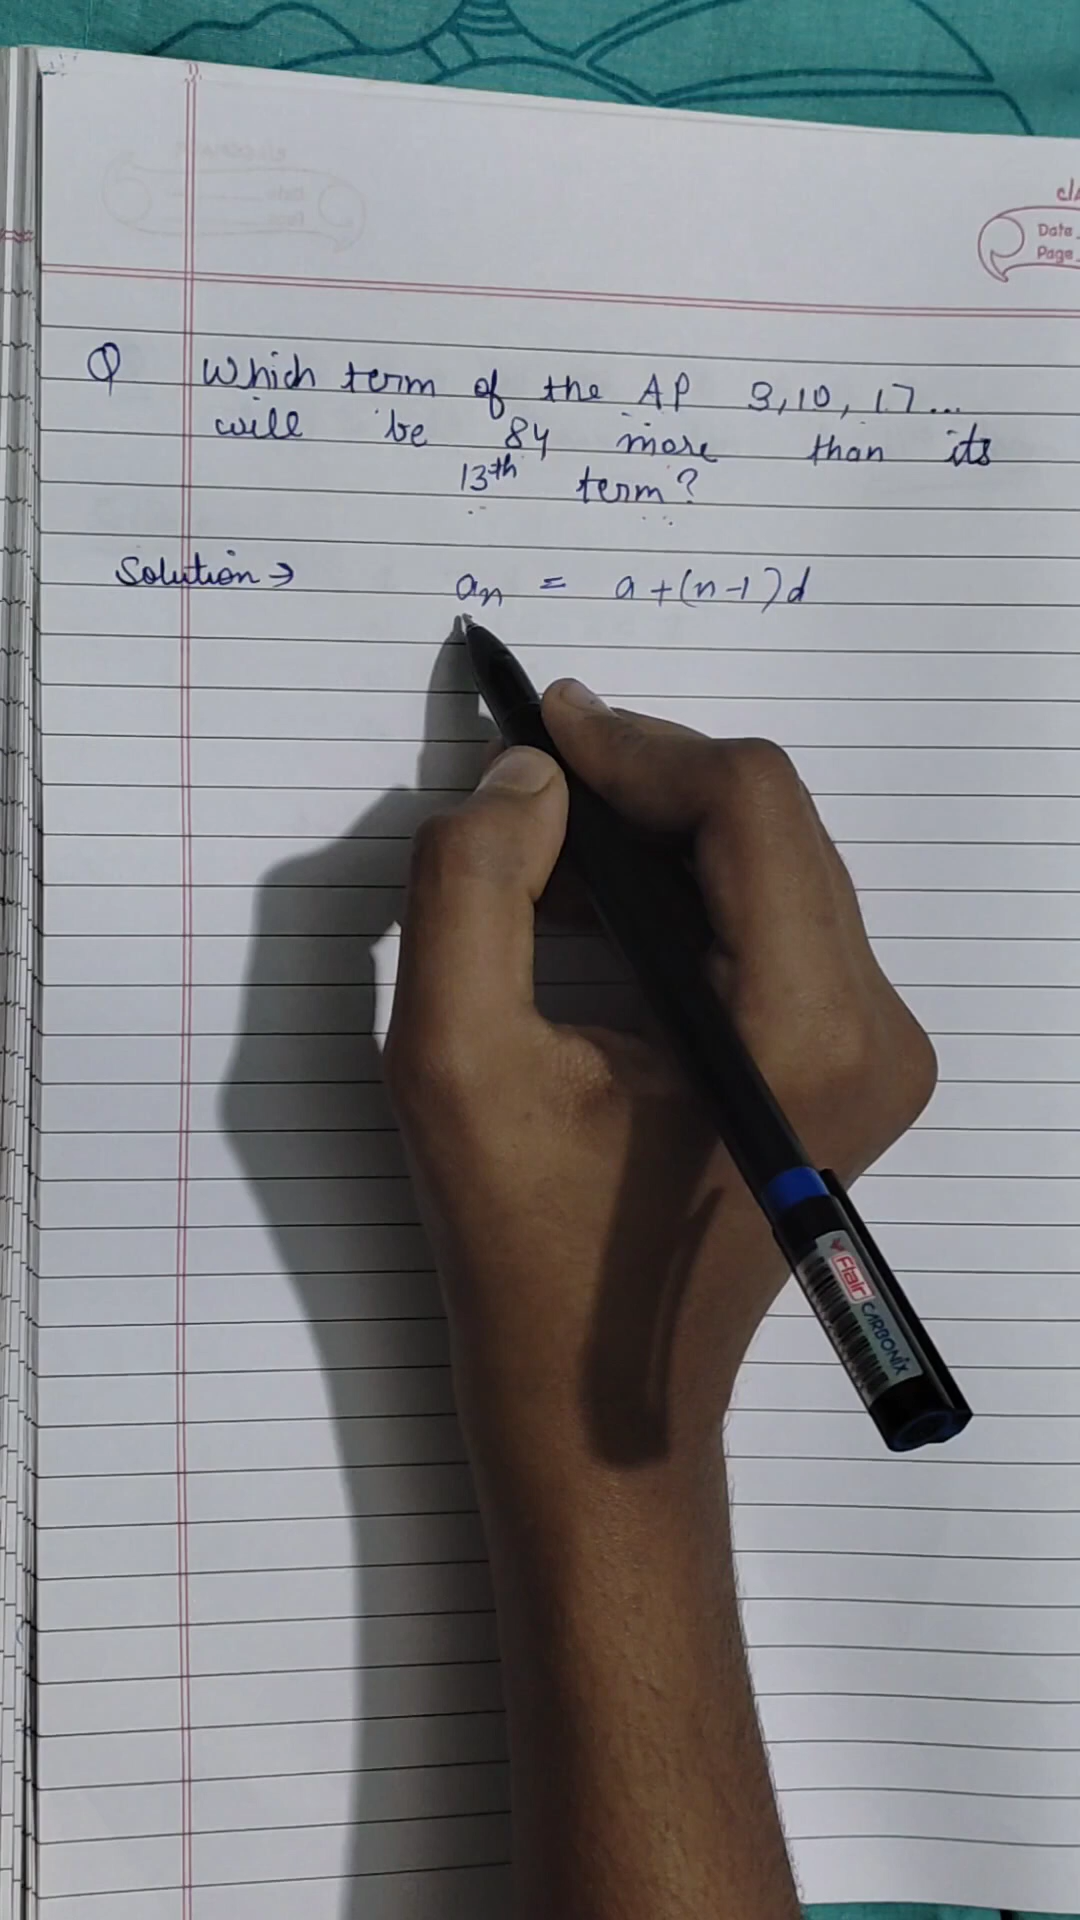 Q Which term of the AP 3, 10, 17...
will be 84 more than its
13th term?
Solution → an = a + (n-1)d
Date
Page
Flair CARBONIX